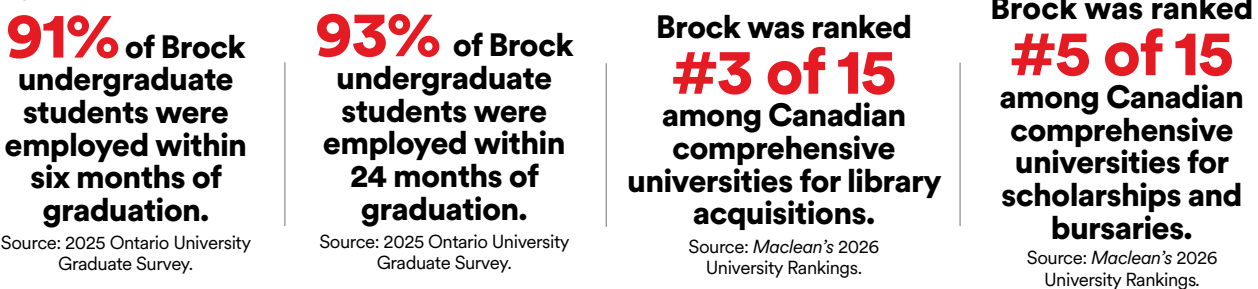 91% of Brock
undergraduate
students were
employed within
six months of
graduation.
Source: 2025 Ontario University
Graduate Survey.
93% of Brock
undergraduate
students were
employed within
24 months of
graduation.
Source: 2025 Ontario University
Graduate Survey.
Brock was ranked
#3 of 15
among Canadian
comprehensive
universities for library
acquisitions.
Source: Maclean's 2026
University Rankings.
Brock was ranked
#5 of 15
among Canadian
comprehensive
universities for
scholarships and
bursaries.
Source: Maclean's 2026
University Rankings.